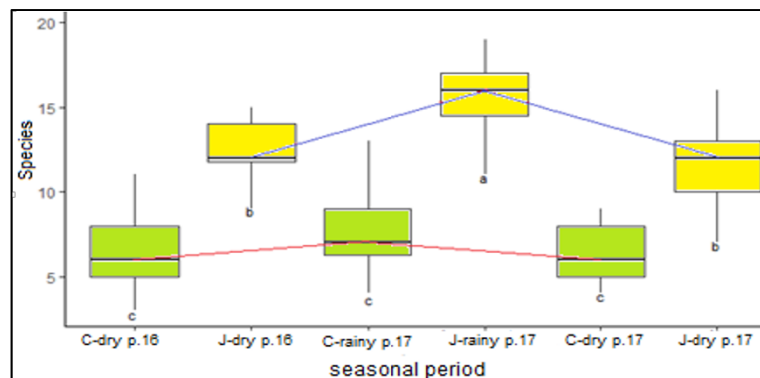 20
15
10
5
Species
c
b
c
a
c
b
C-dry p.16
J-dry p.16
C-rainy p.17
J-rainy p.17
C-dry p.17
J-dry p.17
seasonal period